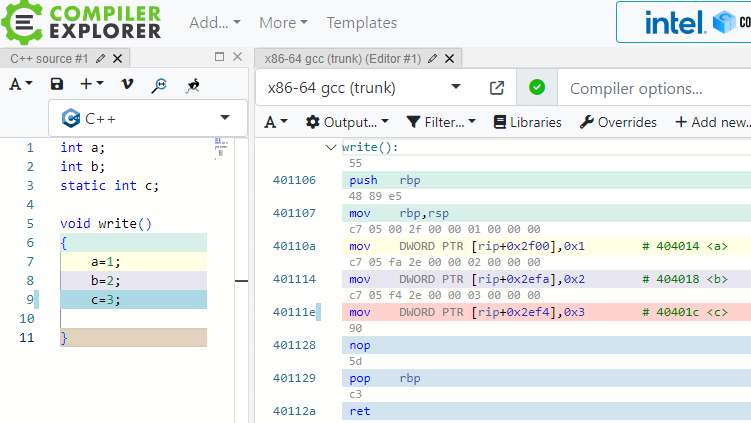 COMPILER
EXPLORER
Add... More Templates
intel. CO
C++ source #1
x86-64 gcc (trunk) (Editor #1)
A
C++
x86-64 gcc (trunk)
Compiler options...
A Output... Filter... Libraries Overrides + Add new...
1 int a;
2 int b;
3 static int c;
4
5 void write()
6 {
7 a=1;
8 b=2;
9 c=3;
10
11 }
write():
55
401106 push rbp
48 89 e5
401107 mov rbp,rsp
c7 05 00 2f 00 00 01 00 00 00
40110a mov DWORD PTR [rip+0x2f00],0x1 # 404014 <a>
c7 05 fa 2e 00 00 02 00 00 00
401114 mov DWORD PTR [rip+0x2efa],0x2 # 404018 <b>
c7 05 f4 2e 00 00 03 00 00 00
40111e mov DWORD PTR [rip+0x2ef4],0x3 # 40401c <c>
90
401128 nop
5d
401129 pop rbp
c3
40112a ret